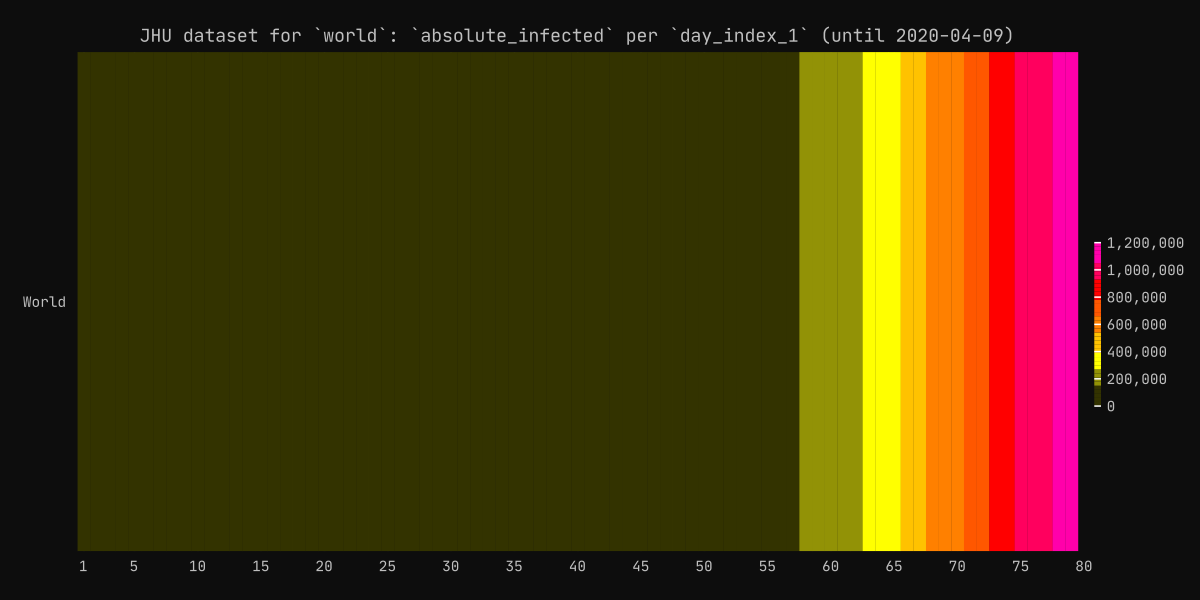 JHU dataset for `world`: `absolute_infected` per `day_index_1` (until 2020-04-09)
1,200,000
1,000,000
800,000
World
600,000
400,000
200,000
0
1 5 10 15 20 25 30 35 40 45 50 55 60 65 70 75 80